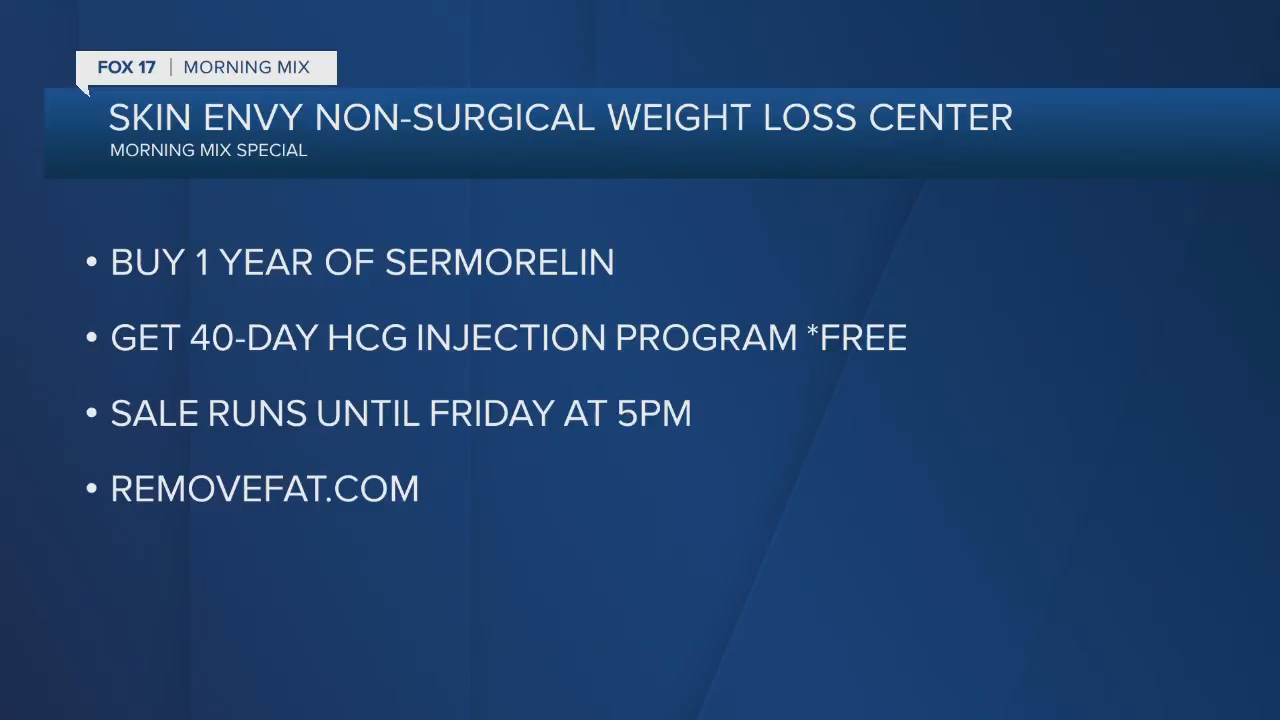 FOX 17 | MORNING MIX
SKIN ENVY NON-SURGICAL WEIGHT LOSS CENTER
MORNING MIX SPECIAL
• BUY 1 YEAR OF SERMORELIN
• GET 40-DAY HCG INJECTION PROGRAM *FREE
• SALE RUNS UNTIL FRIDAY AT 5PM
• REMOVEFAT.COM